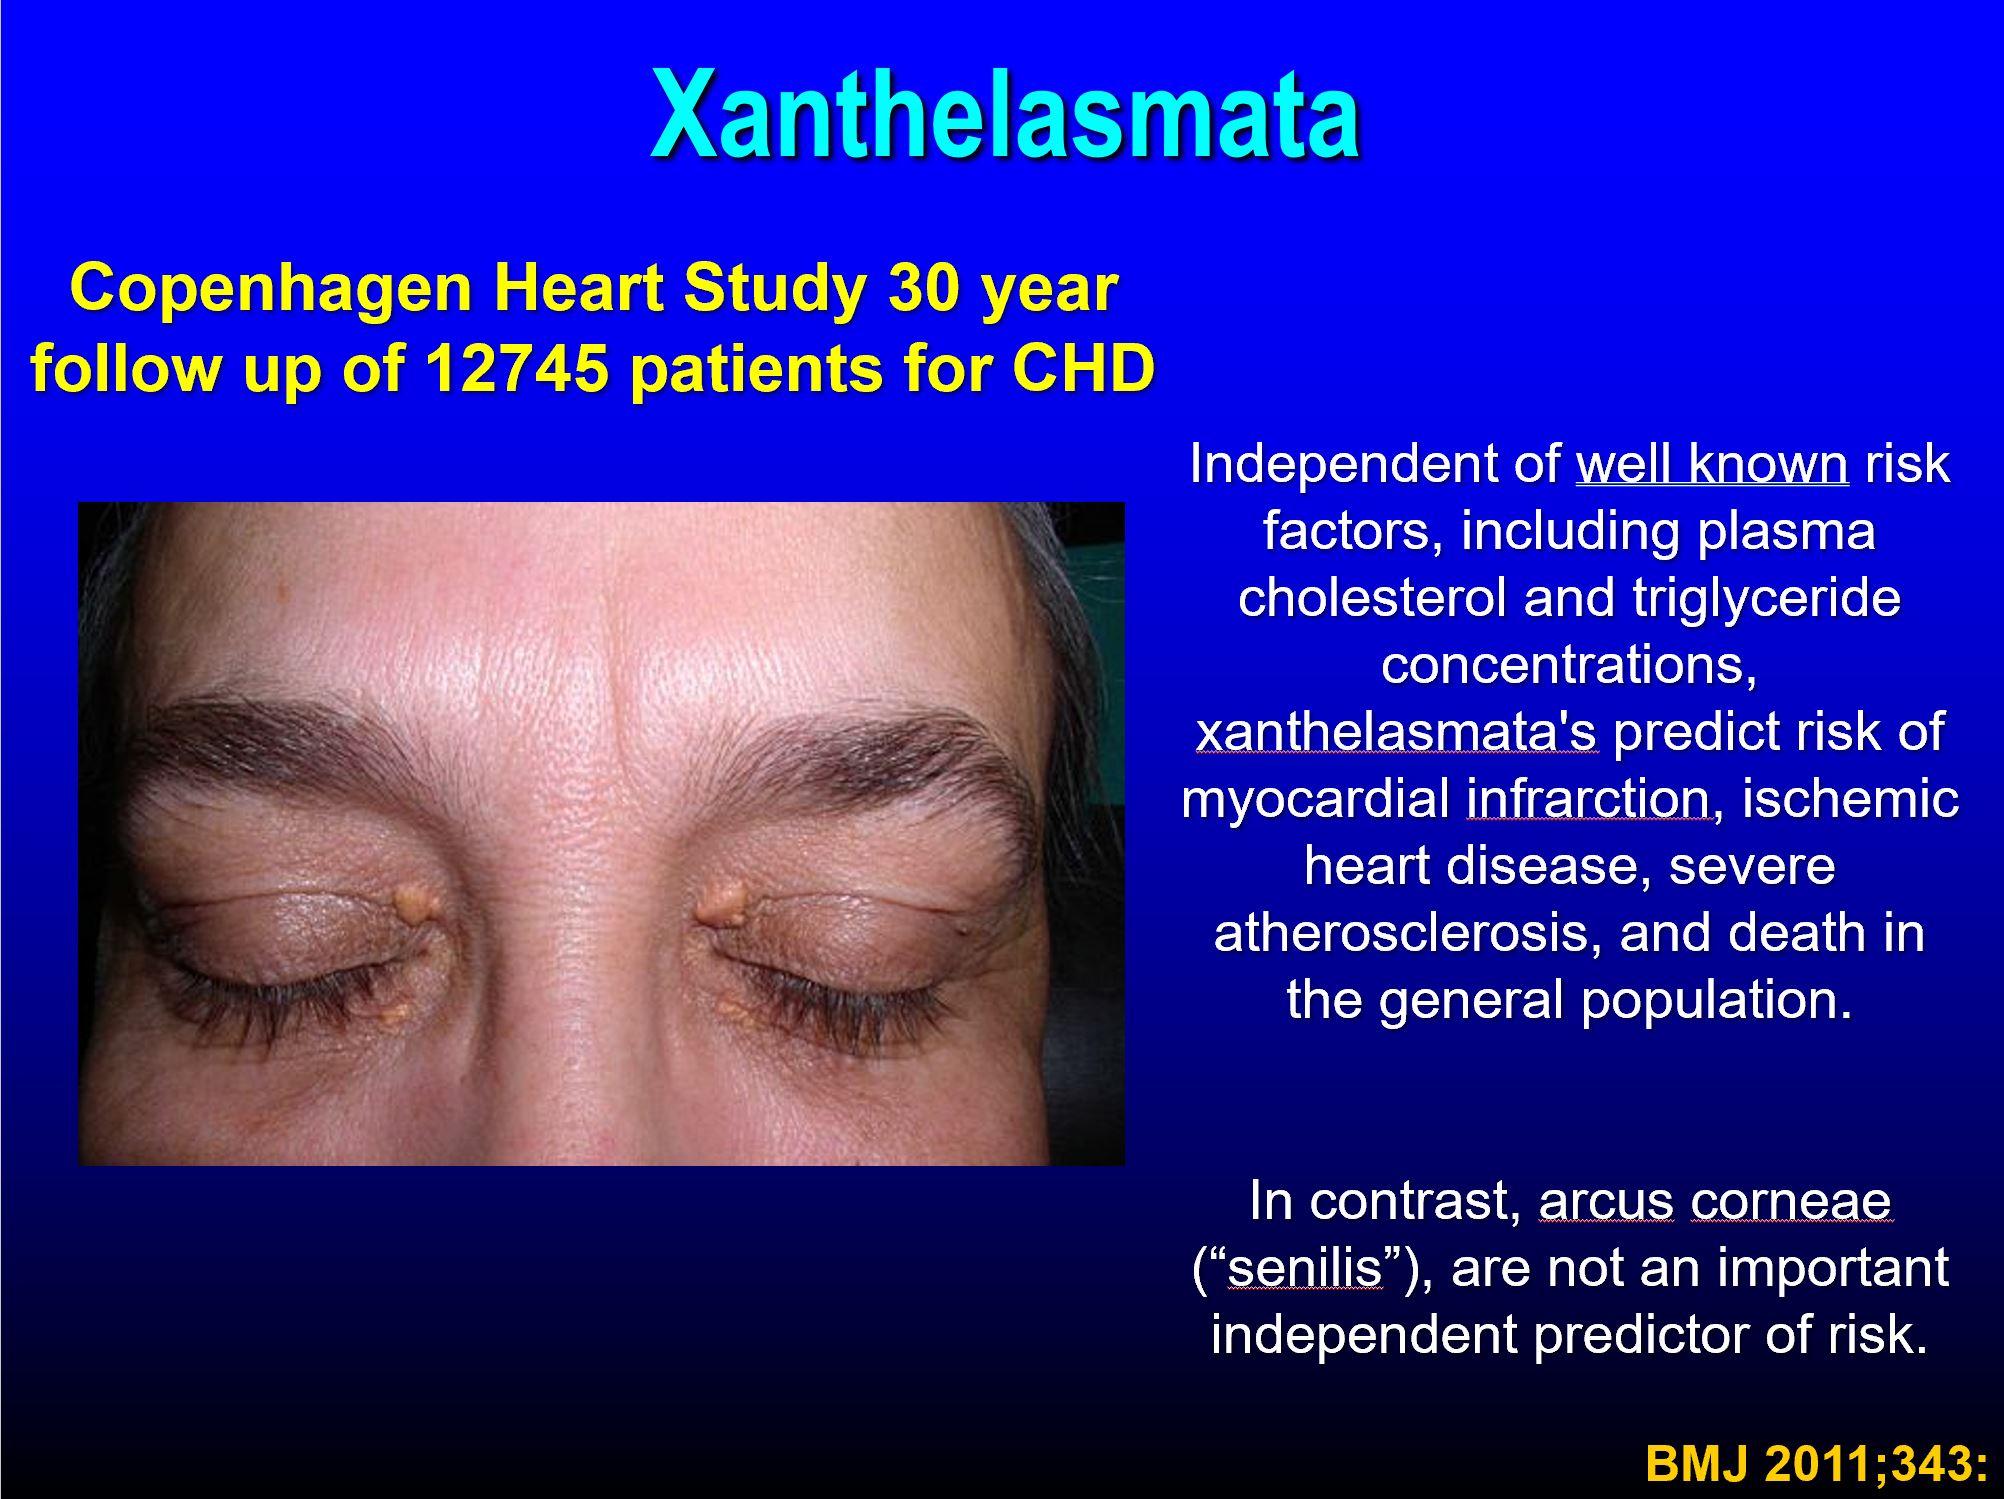 Xanthelasmata
Copenhagen Heart Study 30 year
follow up of 12745 patients for CHD
Independent of well known risk
factors, including plasma
cholesterol and triglyceride
concentrations,
xanthelasmata's predict risk of
myocardial infrarction, ischemic
heart disease, severe
atherosclerosis, and death in
the general population.
In contrast, arcus corneae
(“senilis”), are not an important
independent predictor of risk.
BMJ 2011;343: